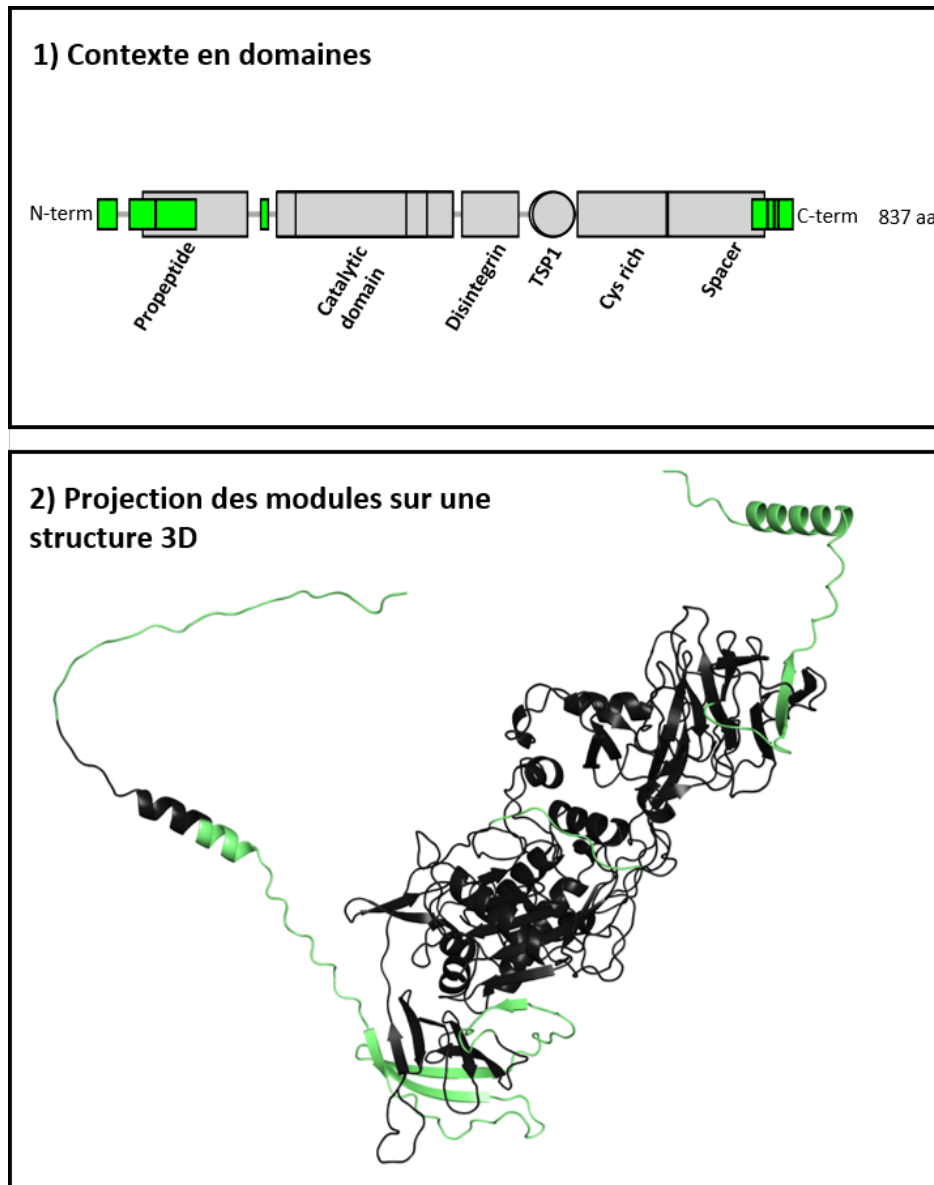 1) Contexte en domaines
N-term
C-term
837 aa
Propeptide
Catalytic
domain
Disintegrin
TSP1
Cys rich
Spacer
2) Projection des modules sur une
structure 3D